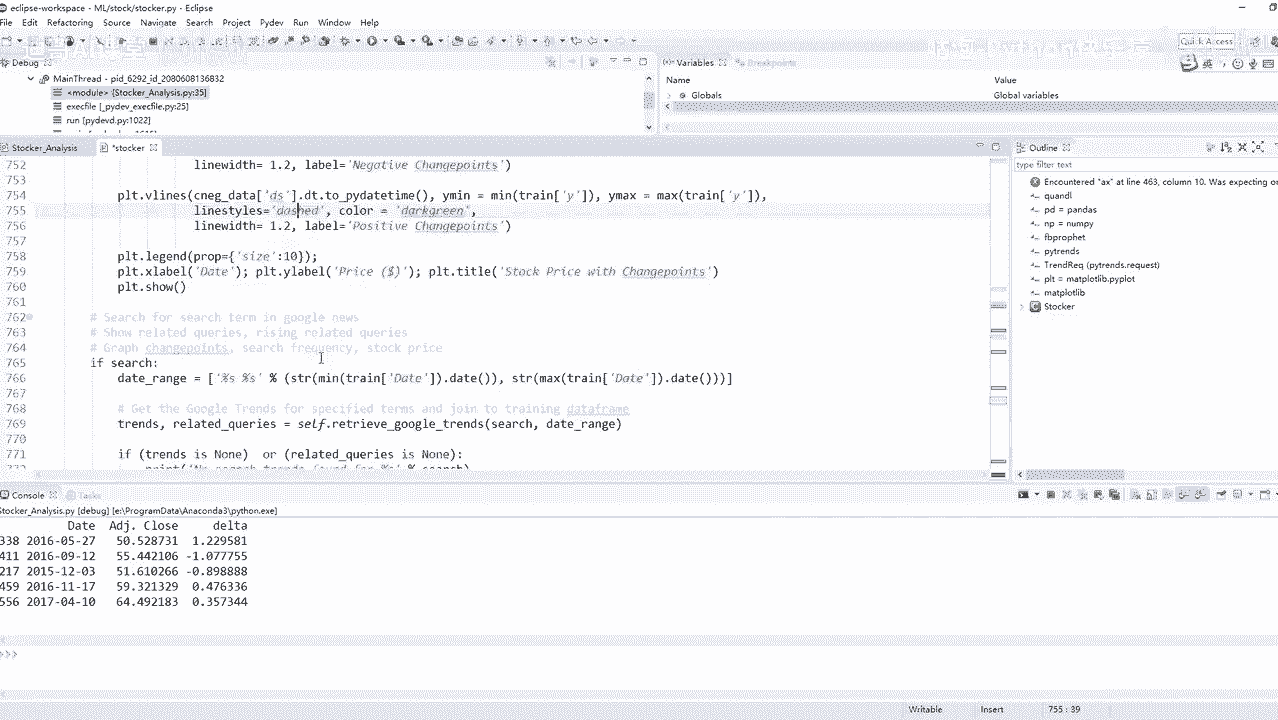 eclipse-workspace - ML/stock/stocker.py - Eclipse
File Edit Refactoring Source Navigate Search Project Pydev Run Window Help
Quick Access
Debug
Variables
Breakpoints
MainThread - pid_6292_id_2080608136832
<module> [Stocker_Analysis.py:35]
execfile [_pydev_execfile.py:25]
run [pydevd.py:1022]
Name Value
Globals Global variables
Stocker_Analysis
*stocker
752 linewidth= 1.2, label='Negative Changepoints')
753
754 plt.vlines(cneg_data['ds'].dt.to_pydatetime(), ymin = min(train['y']), ymax = max(train['y']),
755 linestyles='dashed', color = 'darkgreen',
756 linewidth= 1.2, label='Positive Changepoints')
757
758 plt.legend(prop={'size':10});
759 plt.xlabel('Date'); plt.ylabel('Price ($)'); plt.title('Stock Price with Changepoints')
760 plt.show()
761
762 # Search for search term in google news
763 # Show related queries, rising related queries
764 # Graph changepoints, search frequency, stock price
765 if search:
766 date_range = ['%s %s' % (str(min(train['Date']).date()), str(max(train['Date']).date()))]
767
768 # Get the Google Trends for specified terms and join to training dataframe
769 trends, related_queries = self.retrieve_google_trends(search, date_range)
770
771 if (trends is None) or (related_queries is None):
Outline
type filter text
Encountered "ax" at line 463, column 10. Was expecting on
quandl
pd = pandas
np = numpy
fbprophet
pytrends
TrendReq (pytrends.request)
plt = matplotlib.pyplot
matplotlib
Stocker
Console
Tasks
Stocker_Analysis.py [debug] [e:\ProgramData\Anaconda3\python.exe]
Date Adj. Close delta
338 2016-05-27 50.528731 1.229581
411 2016-09-12 55.442106 -1.077755
217 2015-12-03 51.610266 -0.898888
459 2016-11-17 59.321329 0.476336
556 2017-04-10 64.492183 0.357344
>>>
Writable Insert 755 : 39